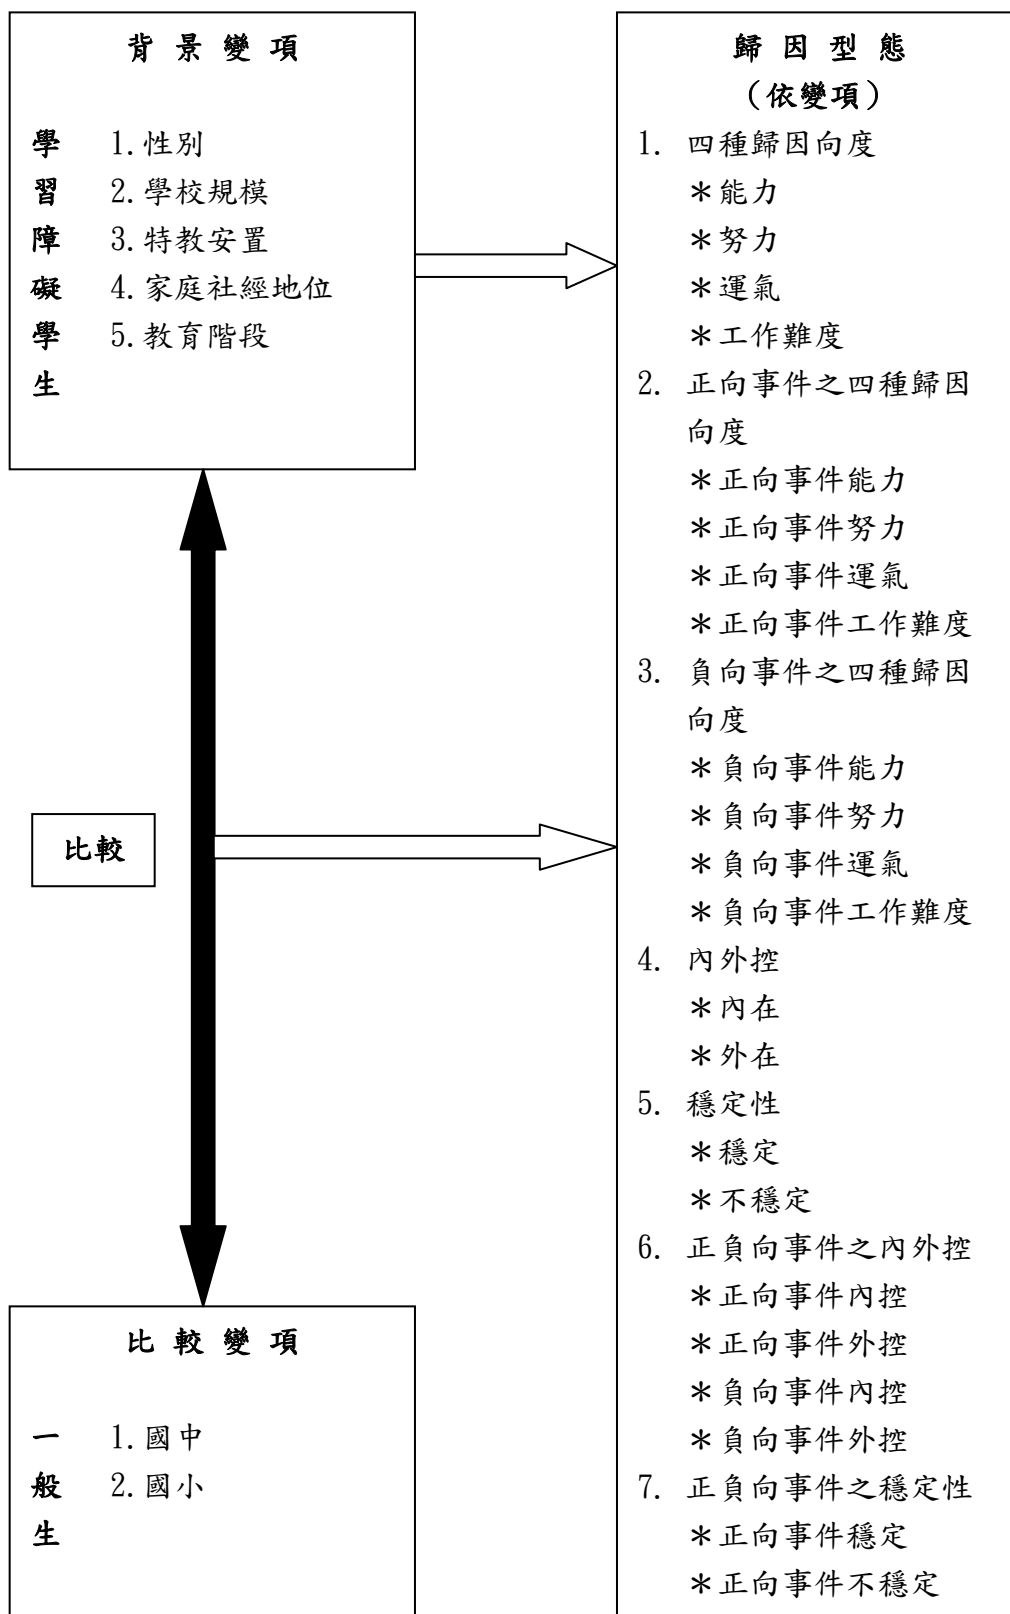 背景變項
學習障礙學生
1.性別
2.學校規模
3.特教安置
4.家庭社經地位
5.教育階段
比較
比較變項
一般生
1.國中
2.國小
歸因型態
(依變項)
1. 四種歸因向度
＊能力
＊努力
＊運氣
＊工作難度
2. 正向事件之四種歸因
向度
＊正向事件能力
＊正向事件努力
＊正向事件運氣
＊正向事件工作難度
3. 負向事件之四種歸因
向度
＊負向事件能力
＊負向事件努力
＊負向事件運氣
＊負向事件工作難度
4. 內外控
＊內在
＊外在
5. 穩定性
＊穩定
＊不穩定
6. 正負向事件之內外控
＊正向事件內控
＊正向事件外控
＊負向事件內控
＊負向事件外控
7. 正負向事件之穩定性
＊正向事件穩定
＊正向事件不穩定